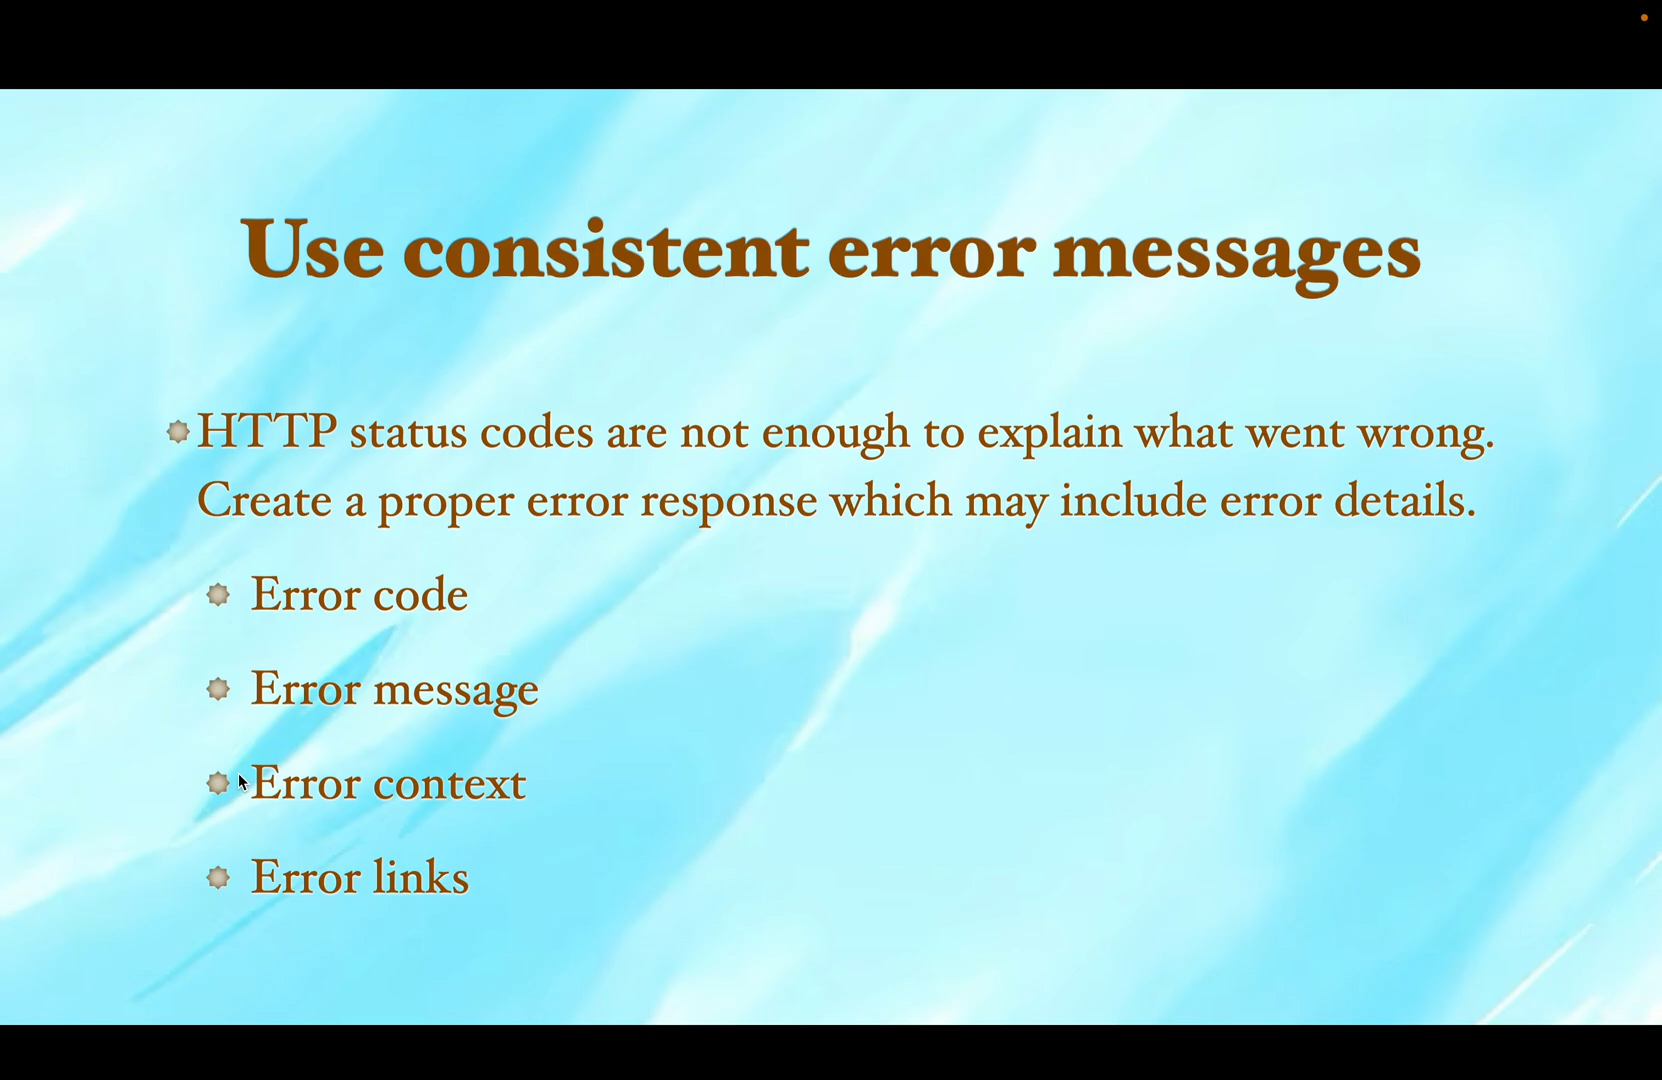 Use consistent error messages
HTTP status codes are not enough to explain what went wrong.
Create a proper error response which may include error details.
Error code
Error message
Error context
Error links